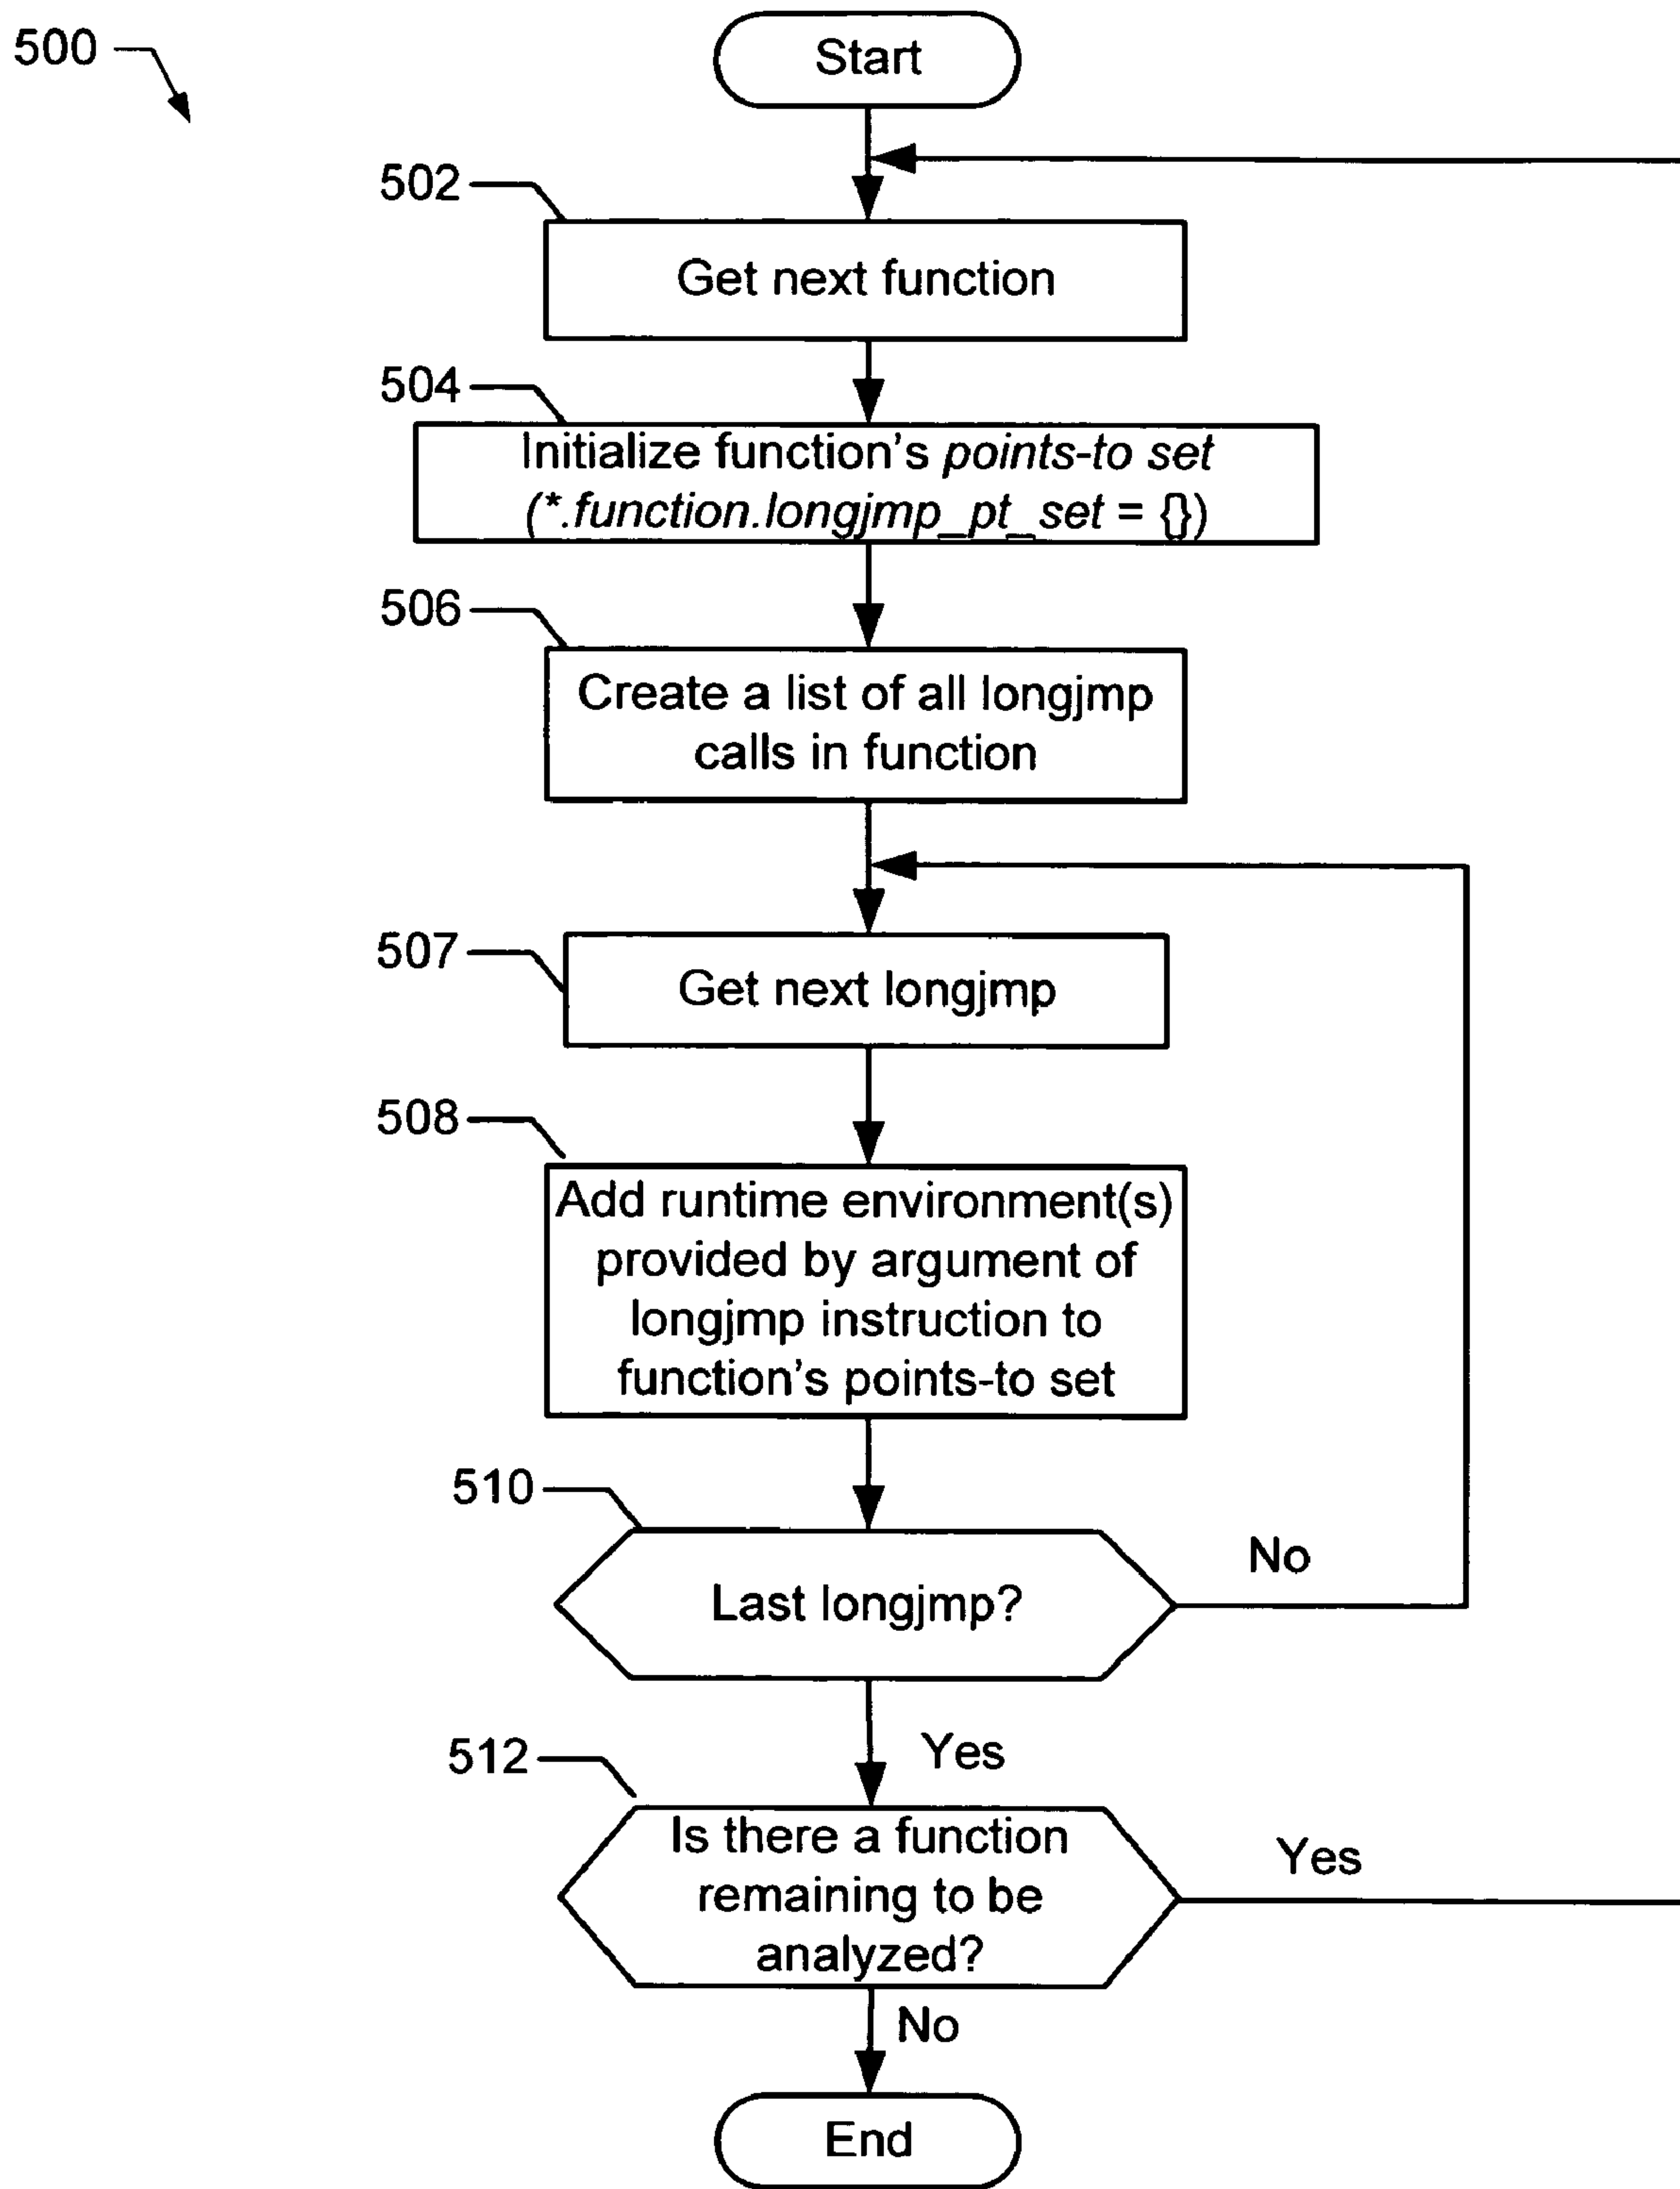 500
Start
502
Get next function
504
Initialize function's points-to set
(*.function.longjmp_pt_set = {})
506
Create a list of all longjmp
calls in function
507
Get next longjmp
508
Add runtime environment(s)
provided by argument of
longjmp instruction to
function's points-to set
510
Last longjmp?
No
Yes
512
Is there a function
remaining to be
analyzed?
Yes
No
End